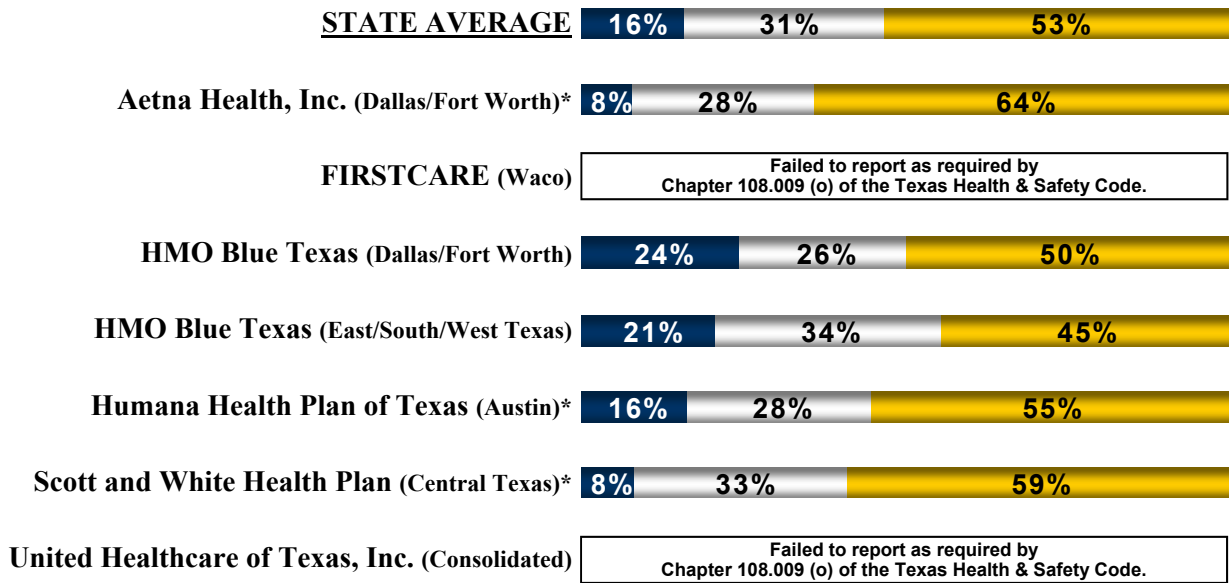 STATE AVERAGE 16% 31% 53%
Aetna Health, Inc. (Dallas/Fort Worth)* 8% 28% 64%
FIRSTCARE (Waco) Failed to report as required by
Chapter 108.009 (o) of the Texas Health & Safety Code.
HMO Blue Texas (Dallas/Fort Worth) 24% 26% 50%
HMO Blue Texas (East/South/West Texas) 21% 34% 45%
Humana Health Plan of Texas (Austin)* 16% 28% 55%
Scott and White Health Plan (Central Texas)* 8% 33% 59%
United Healthcare of Texas, Inc. (Consolidated) Failed to report as required by
Chapter 108.009 (o) of the Texas Health & Safety Code.